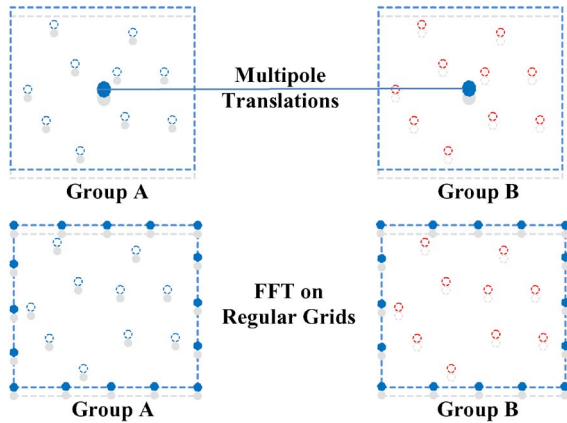 Multipole
Translations
Group A
Group B
FFT on
Regular Grids
Group A
Group B